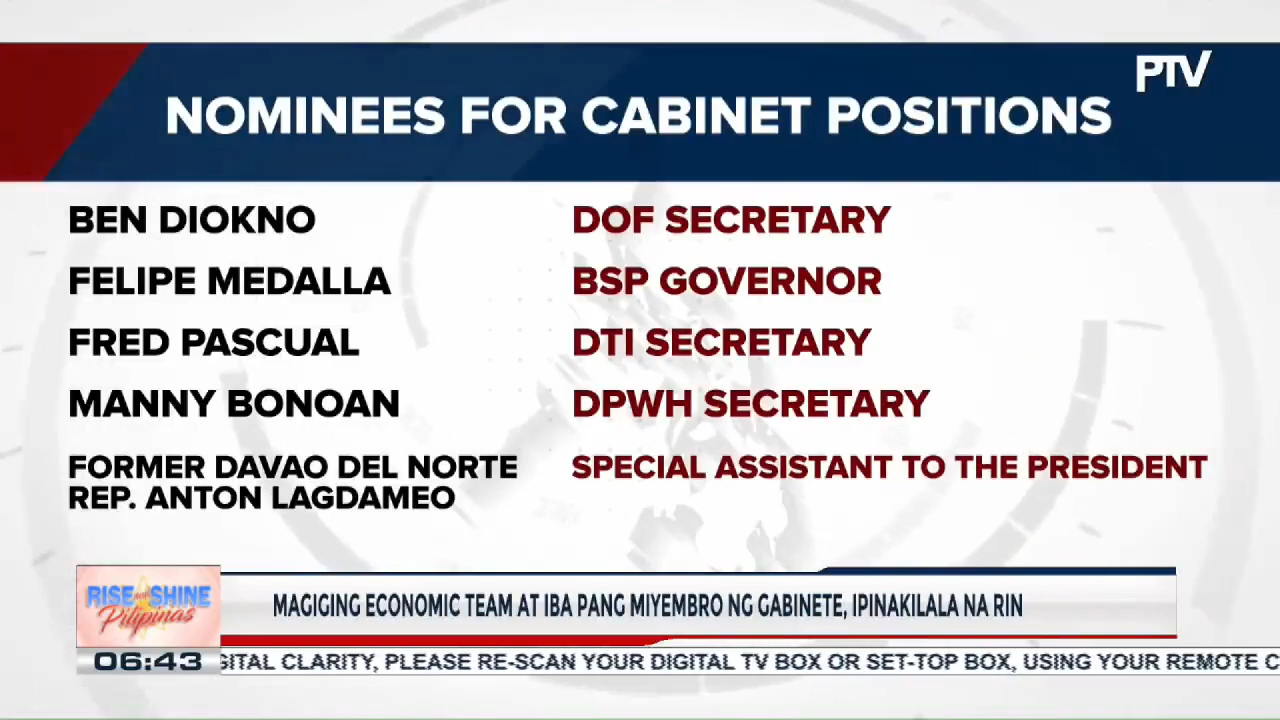 PTV
NOMINEES FOR CABINET POSITIONS
BEN DIOKNO DOF SECRETARY
FELIPE MEDALLA BSP GOVERNOR
FRED PASCUAL DTI SECRETARY
MANNY BONOAN DPWH SECRETARY
FORMER DAVAO DEL NORTE SPECIAL ASSISTANT TO THE PRESIDENT
REP. ANTON LAGDAMEO
RISE AND SHINE
Pilipinas
MAGIGING ECONOMIC TEAM AT IBA PANG MIYEMBRO NG GABINETE, IPINAKILALA NA RIN
06:43 GITAL CLARITY, PLEASE RE-SCAN YOUR DIGITAL TV BOX OR SET-TOP BOX, USING YOUR REMOTE C